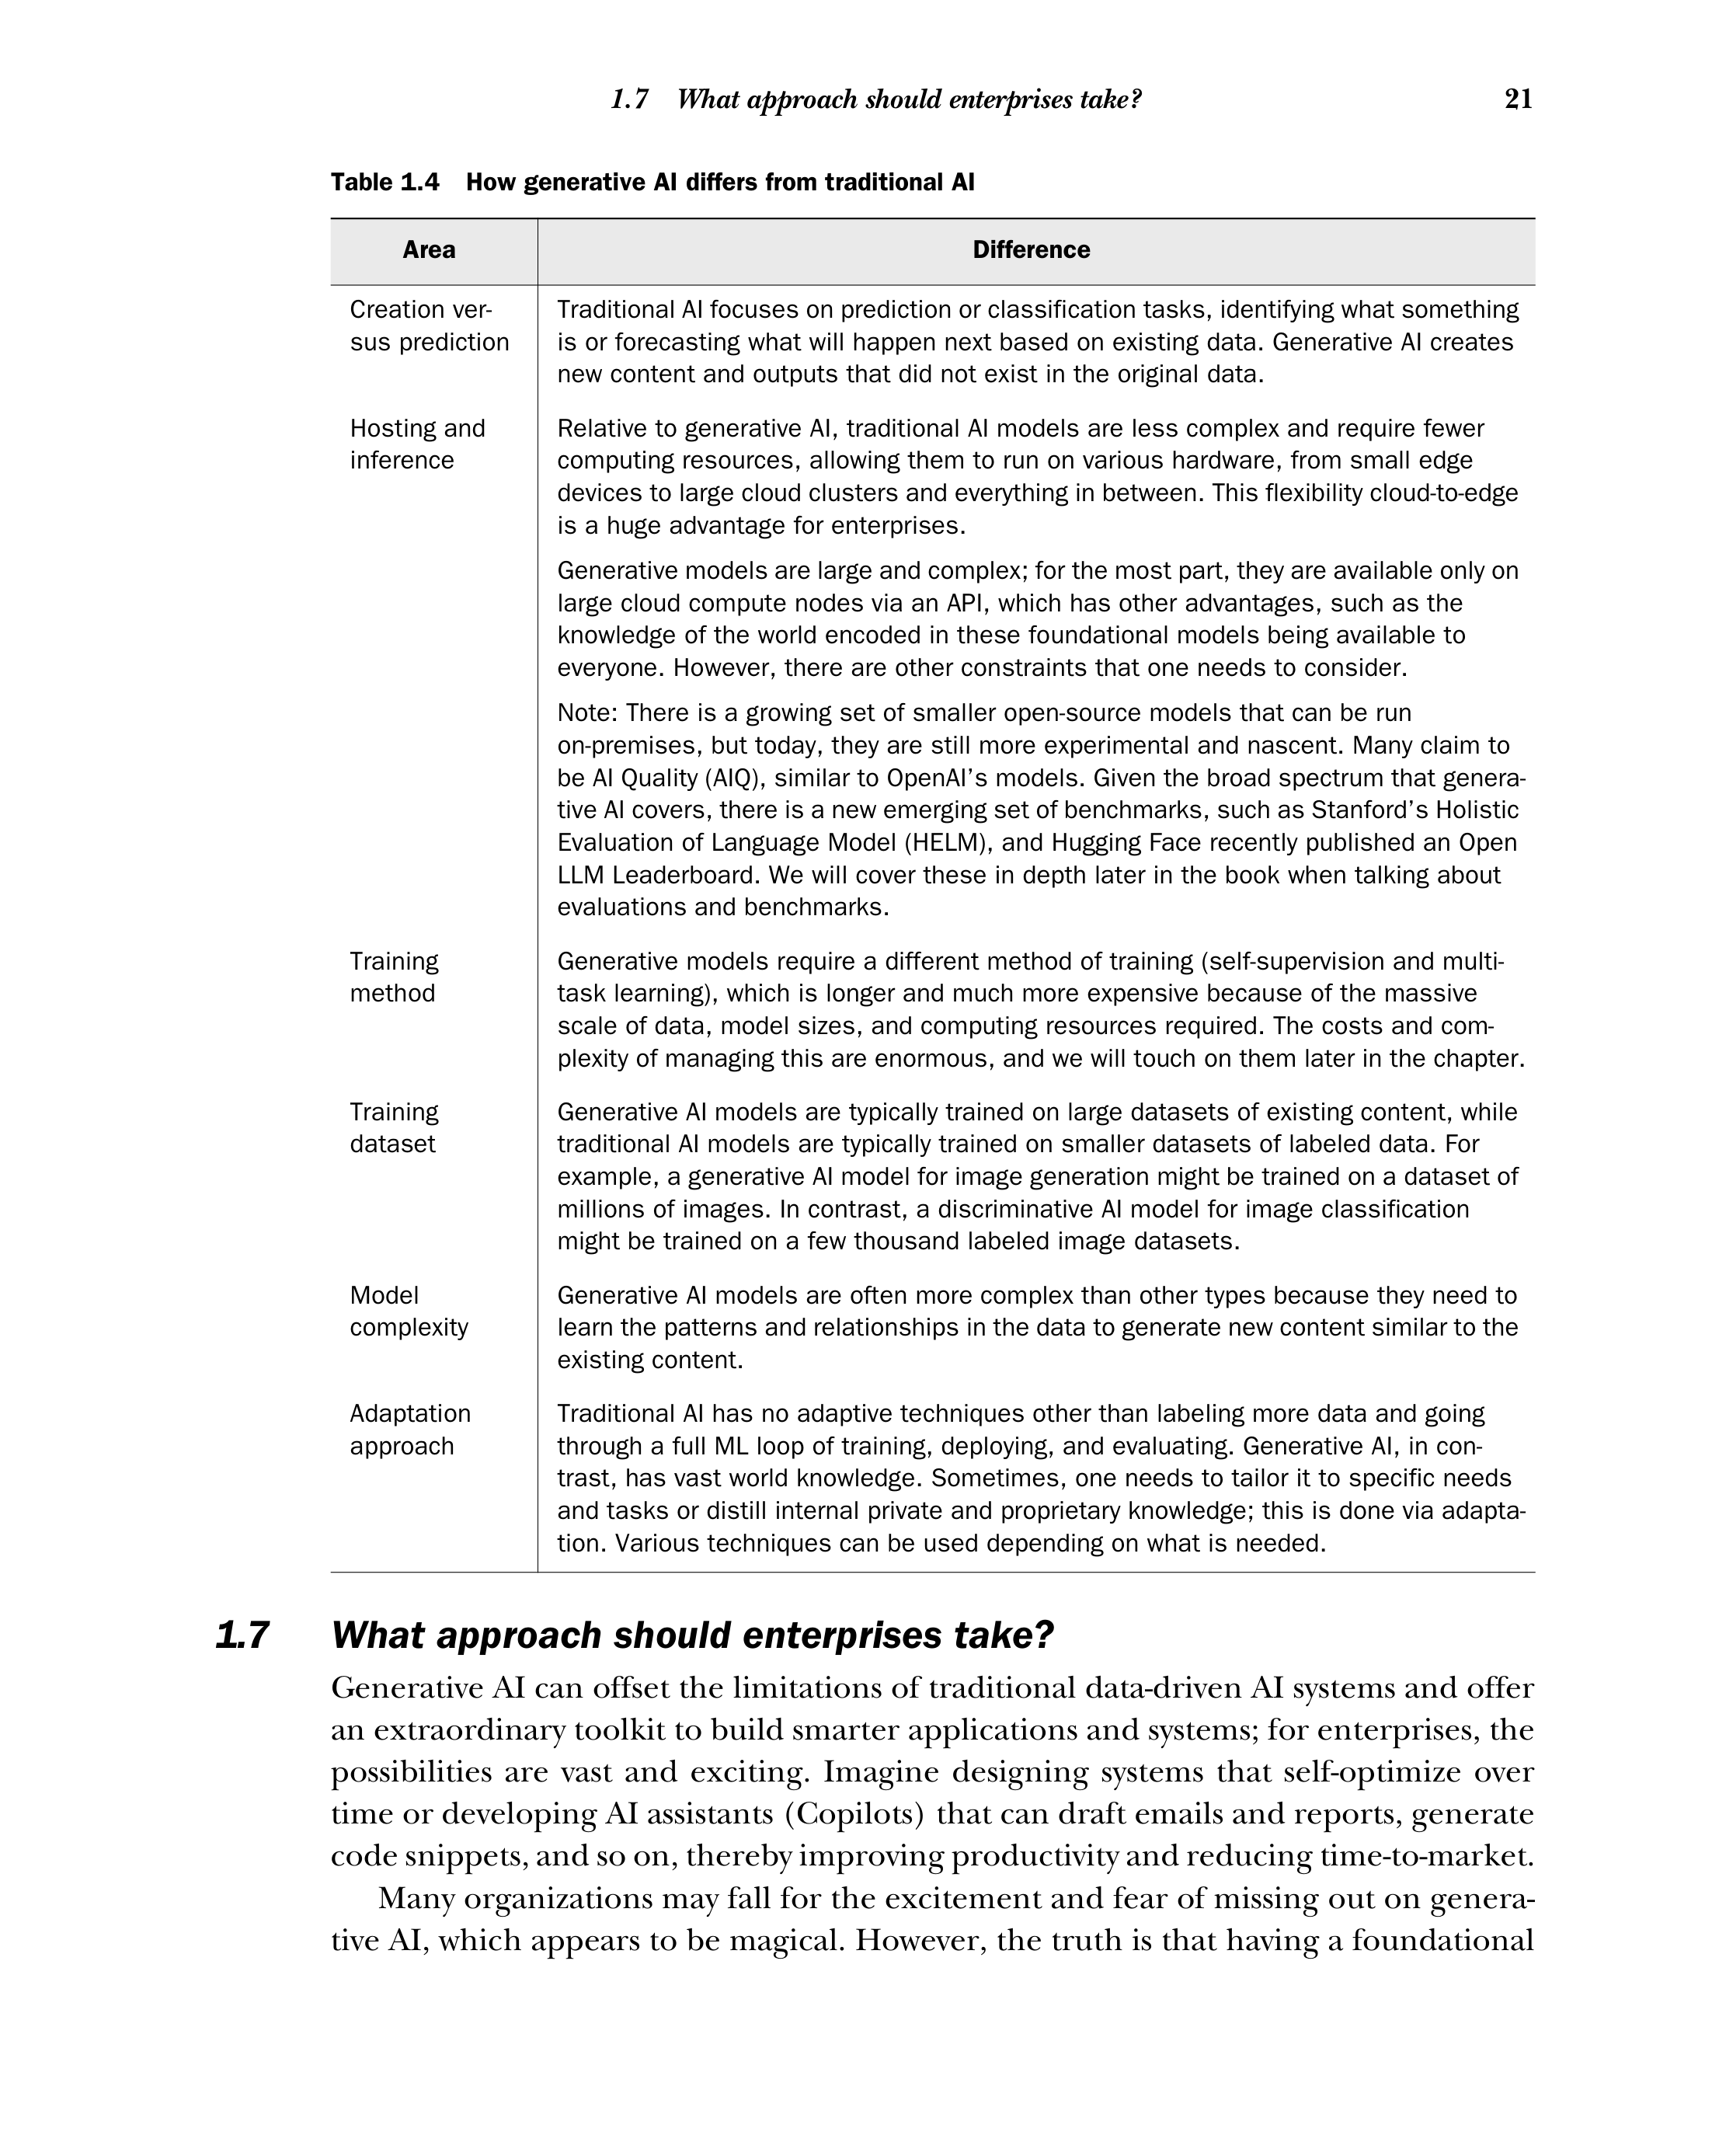 1.7 What approach should enterprises take? 21
Table 1.4 How generative AI differs from traditional AI
Area Difference
Creation ver-
sus prediction
Traditional AI focuses on prediction or classification tasks, identifying what something
is or forecasting what will happen next based on existing data. Generative AI creates
new content and outputs that did not exist in the original data.
Hosting and
inference
Relative to generative AI, traditional AI models are less complex and require fewer
computing resources, allowing them to run on various hardware, from small edge
devices to large cloud clusters and everything in between. This flexibility cloud-to-edge
is a huge advantage for enterprises.
Generative models are large and complex; for the most part, they are available only on
large cloud compute nodes via an API, which has other advantages, such as the
knowledge of the world encoded in these foundational models being available to
everyone. However, there are other constraints that one needs to consider.
Note: There is a growing set of smaller open-source models that can be run
on-premises, but today, they are still more experimental and nascent. Many claim to
be AI Quality (AIQ), similar to OpenAI’s models. Given the broad spectrum that genera-
tive AI covers, there is a new emerging set of benchmarks, such as Stanford’s Holistic
Evaluation of Language Model (HELM), and Hugging Face recently published an Open
LLM Leaderboard. We will cover these in depth later in the book when talking about
evaluations and benchmarks.
Training
method
Generative models require a different method of training (self-supervision and multi-
task learning), which is longer and much more expensive because of the massive
scale of data, model sizes, and computing resources required. The costs and com-
plexity of managing this are enormous, and we will touch on them later in the chapter.
Training
dataset
Generative AI models are typically trained on large datasets of existing content, while
traditional AI models are typically trained on smaller datasets of labeled data. For
example, a generative AI model for image generation might be trained on a dataset of
millions of images. In contrast, a discriminative AI model for image classification
might be trained on a few thousand labeled image datasets.
Model
complexity
Generative AI models are often more complex than other types because they need to
learn the patterns and relationships in the data to generate new content similar to the
existing content.
Adaptation
approach
Traditional AI has no adaptive techniques other than labeling more data and going
through a full ML loop of training, deploying, and evaluating. Generative AI, in con-
trast, has vast world knowledge. Sometimes, one needs to tailor it to specific needs
and tasks or distill internal private and proprietary knowledge; this is done via adapta-
tion. Various techniques can be used depending on what is needed.
1.7 What approach should enterprises take?
Generative AI can offset the limitations of traditional data-driven AI systems and offer
an extraordinary toolkit to build smarter applications and systems; for enterprises, the
possibilities are vast and exciting. Imagine designing systems that self-optimize over
time or developing AI assistants (Copilots) that can draft emails and reports, generate
code snippets, and so on, thereby improving productivity and reducing time-to-market.
Many organizations may fall for the excitement and fear of missing out on genera-
tive AI, which appears to be magical. However, the truth is that having a foundational